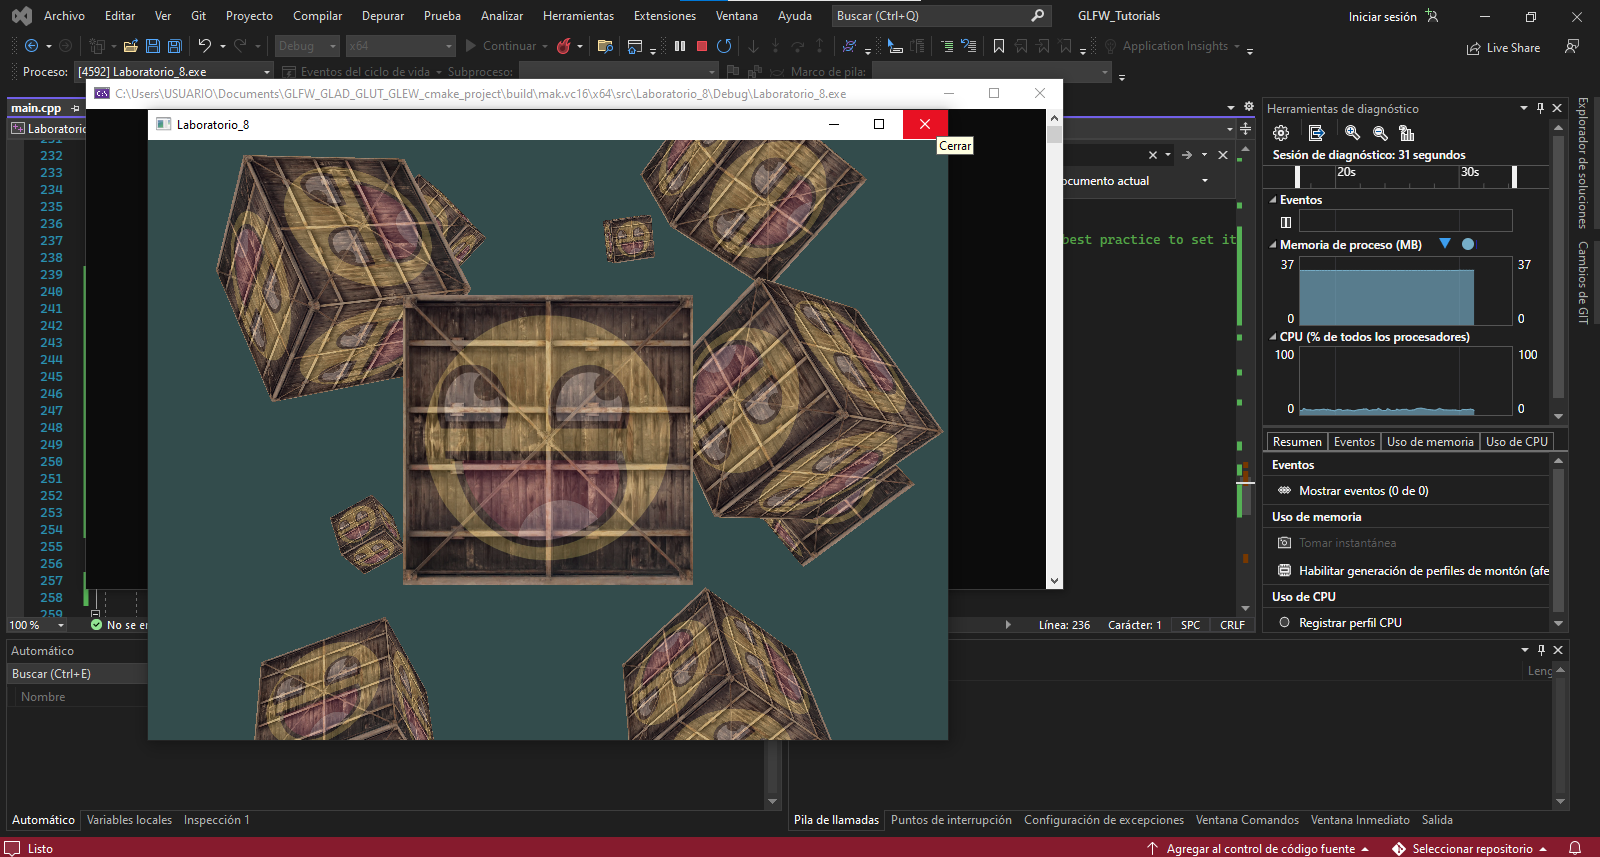 Archivo Editar Ver Git Proyecto Compilar Depurar Prueba Analizar Herramientas Extensiones Ventana Ayuda Buscar (Ctrl+Q) GLFW_Tutorials Iniciar sesión
Debug x64 Continuar Application Insights Live Share
Proceso: [4592] Laboratorio_8.exe Eventos del ciclo de vida Subproceso: Marco de pila:
C:\Users\USUARIO\Documents\GLFW_GLAD_GLUT_GLEW_cmake_project\build\mak.vc16\x64\src\Laboratorio_8\Debug\Laboratorio_8.exe
main.cpp
Laboratorio_8
Cerrar
Laboratorio
ocumento actual
best practice to set it
231
232
233
234
235
236
237
238
239
240
241
242
243
244
245
246
247
248
249
250
251
252
253
254
255
256
257
258
259
100 % No se en
Línea: 236 Carácter: 1 SPC CRLF
Herramientas de diagnóstico
Sesión de diagnóstico: 31 segundos
20s 30s
Eventos
Memoria de proceso (MB)
37 37
0 0
CPU (% de todos los procesadores)
100 100
0 0
Resumen Eventos Uso de memoria Uso de CPU
Eventos
Mostrar eventos (0 de 0)
Uso de memoria
Tomar instantánea
Habilitar generación de perfiles de montón (afe
Uso de CPU
Registrar perfil CPU
Explorador de soluciones
Cambios de GIT
Automático
Buscar (Ctrl+E)
Nombre
Leng
Automático Variables locales Inspección 1
Pila de llamadas Puntos de interrupción Configuración de excepciones Ventana Comandos Ventana Inmediato Salida
Listo Agregar al control de código fuente Seleccionar repositorio